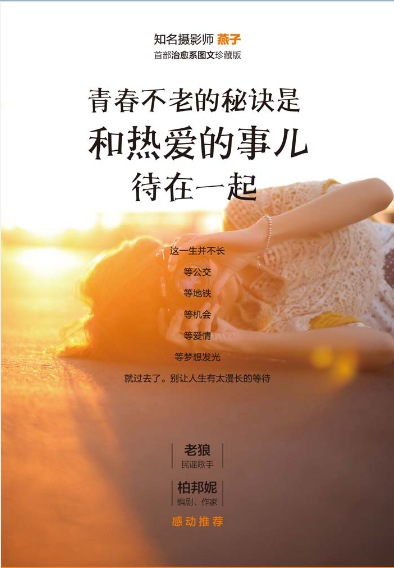 知名摄影师 燕子
首部治愈系图文珍藏版
青春不老的秘诀是
和热爱的事儿
待在一起
这一生并不长
等公交
等地铁
等机会
等爱情
等梦想发光
就过去了。别让人生有太漫长的等待
老狼
民谣歌手
柏邦妮
编剧、作家
感动推荐